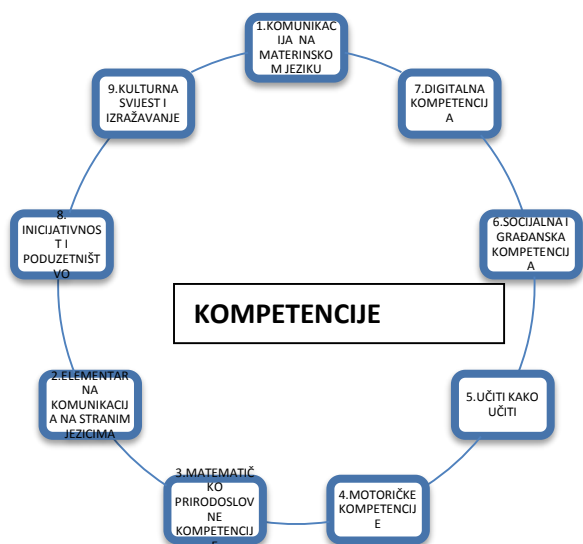 1.KOMUNIKAC
IJA NA
MATERINSKO
M JEZIKU
7.DIGITALNA
KOMPETENCIJ
A
6.SOCIJALNA I
GRAĐANSKA
KOMPETENCIJ
A
5.UČITI KAKO
UČITI
4.MOTORIČKE
KOMPETENCIJ
E
3.MATEMATIČ
KO
PRIRODOSLOV
NE
KOMPETENCIJ
E
2.ELEMENTAR
NA
KOMUNIKACIJ
A NA STRANIM
JEZICIMA
8.
INICIJATIVNOS
T I
PODUZETNIŠT
VO
9.KULTURNA
SVIJEST I
IZRAŽAVANJE
KOMPETENCIJE